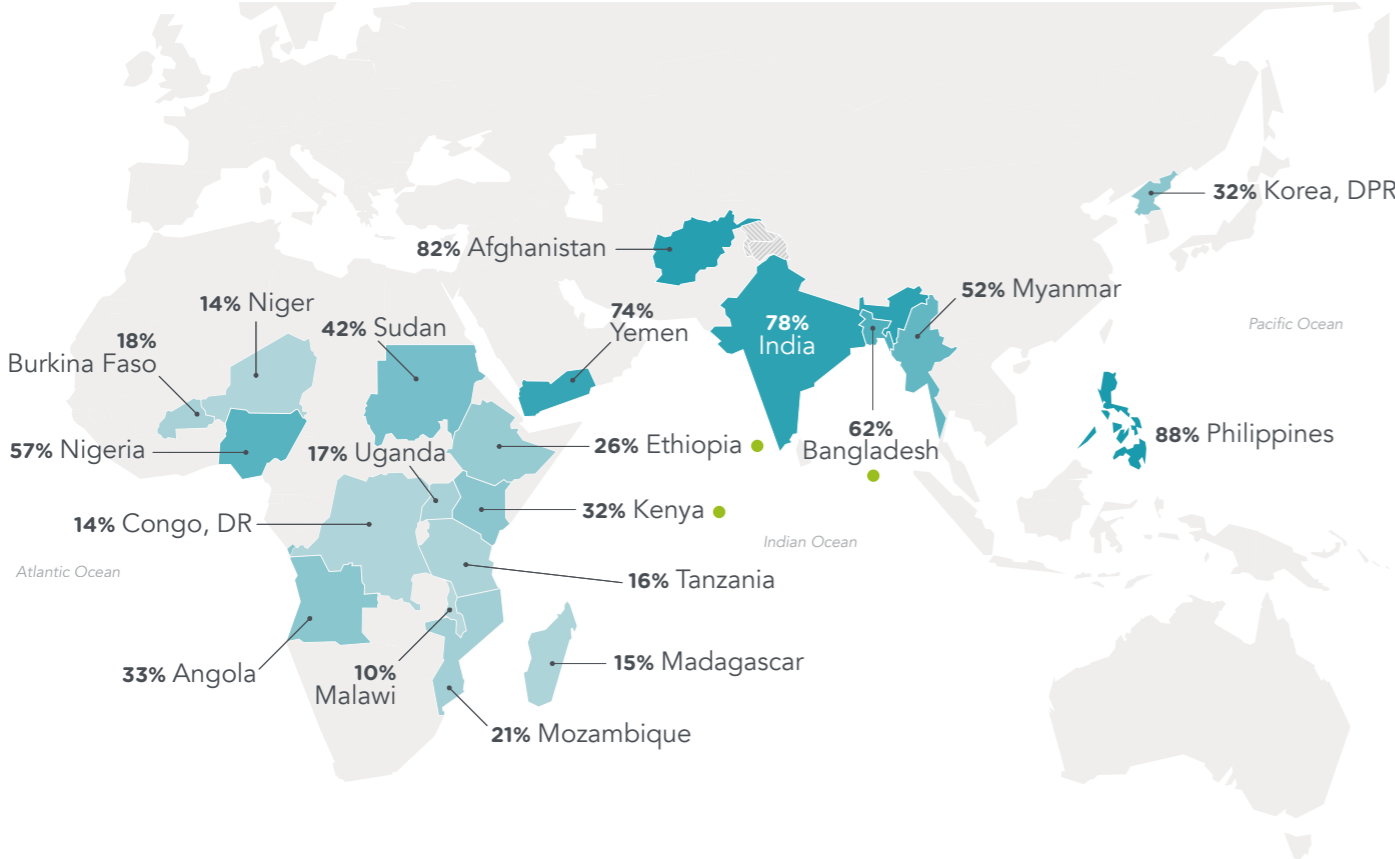 32% Korea, DPR
82% Afghanistan
14% Niger
52% Myanmar
42% Sudan
74%
Yemen
78%
India
Pacific Ocean
18%
Burkina Faso
62%
Bangladesh
88% Philippines
57% Nigeria
17% Uganda
26% Ethiopia
32% Kenya
14% Congo, DR
Indian Ocean
Atlantic Ocean
16% Tanzania
33% Angola
10%
Malawi
15% Madagascar
21% Mozambique